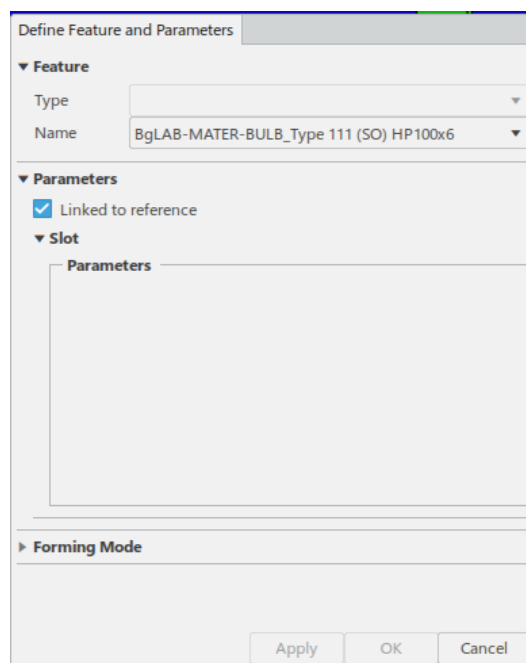 Define Feature and Parameters
Feature
Type
Name BgLAB-MATER-BULB_Type 111 (SO) HP100x6
Parameters
Linked to reference
Slot
Parameters
Forming Mode
Apply OK Cancel